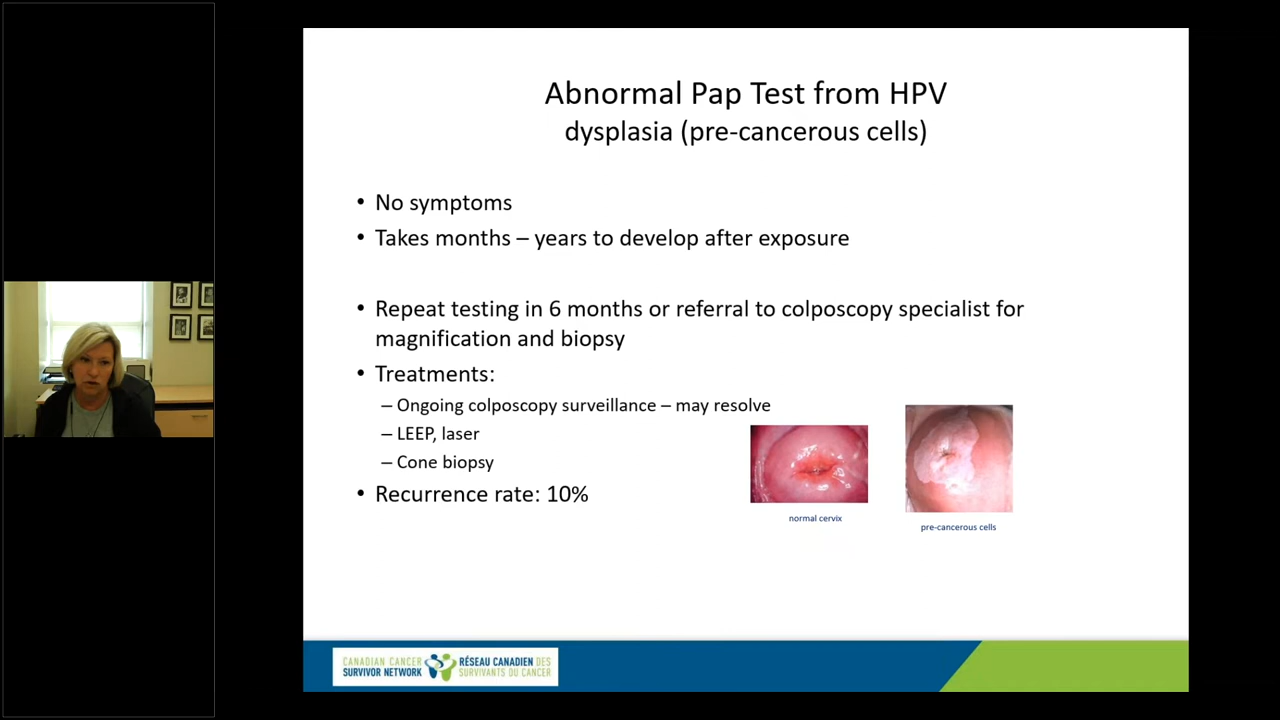 Abnormal Pap Test from HPV
dysplasia (pre-cancerous cells)
• No symptoms
• Takes months – years to develop after exposure
• Repeat testing in 6 months or referral to colposcopy specialist for
magnification and biopsy
• Treatments:
– Ongoing colposcopy surveillance – may resolve
– LEEP, laser
– Cone biopsy
• Recurrence rate: 10%
normal cervix
pre-cancerous cells
CANADIAN CANCER
SURVIVOR NETWORK
RÉSEAU CANADIEN DES
SURVIVANTS DU CANCER